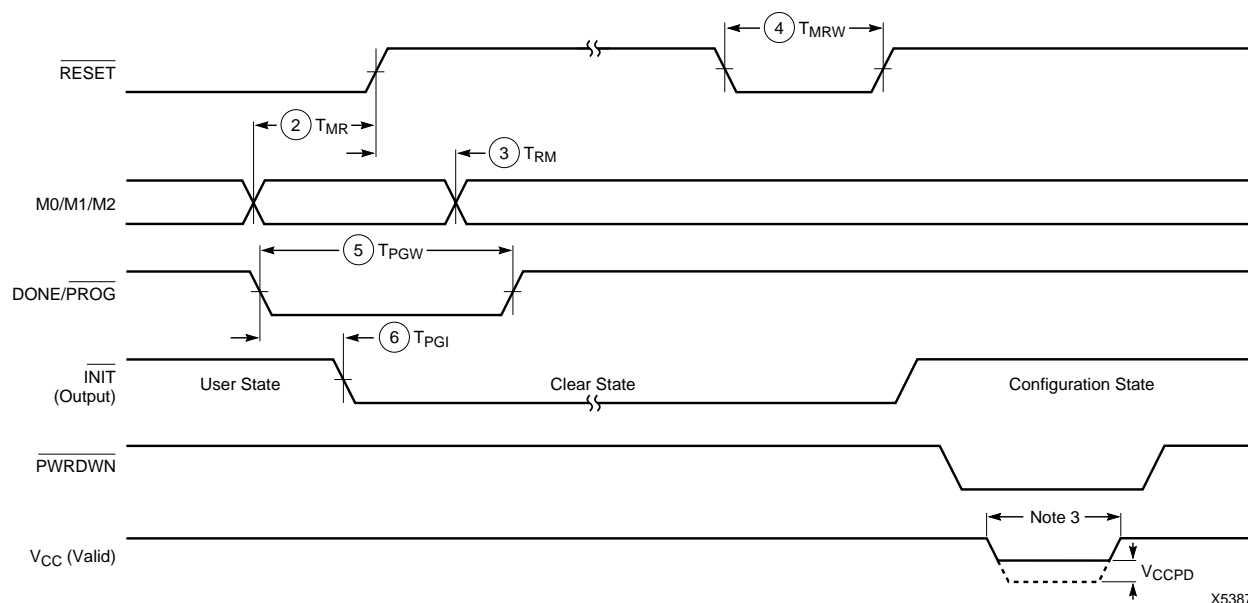 ④ TMRW
RESET
② TMR
③ TRM
M0/M1/M2
⑤ TPGW
DONE/PROG
⑥ TPGI
INIT
(Output)
User State
Clear State
Configuration State
PWRDWN
Note 3
VCC (Valid)
VCCPD
X5387